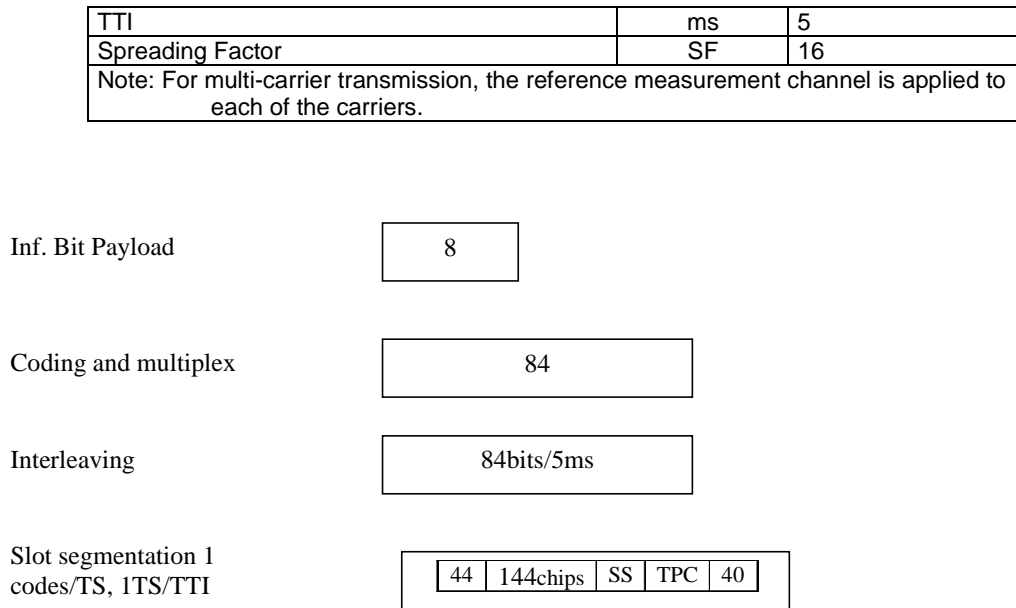 TTI ms 5
Spreading Factor SF 16
Note: For multi-carrier transmission, the reference measurement channel is applied to
each of the carriers.
Inf. Bit Payload 8
Coding and multiplex 84
Interleaving 84bits/5ms
Slot segmentation 1
codes/TS, 1TS/TTI
44 144chips SS TPC 40